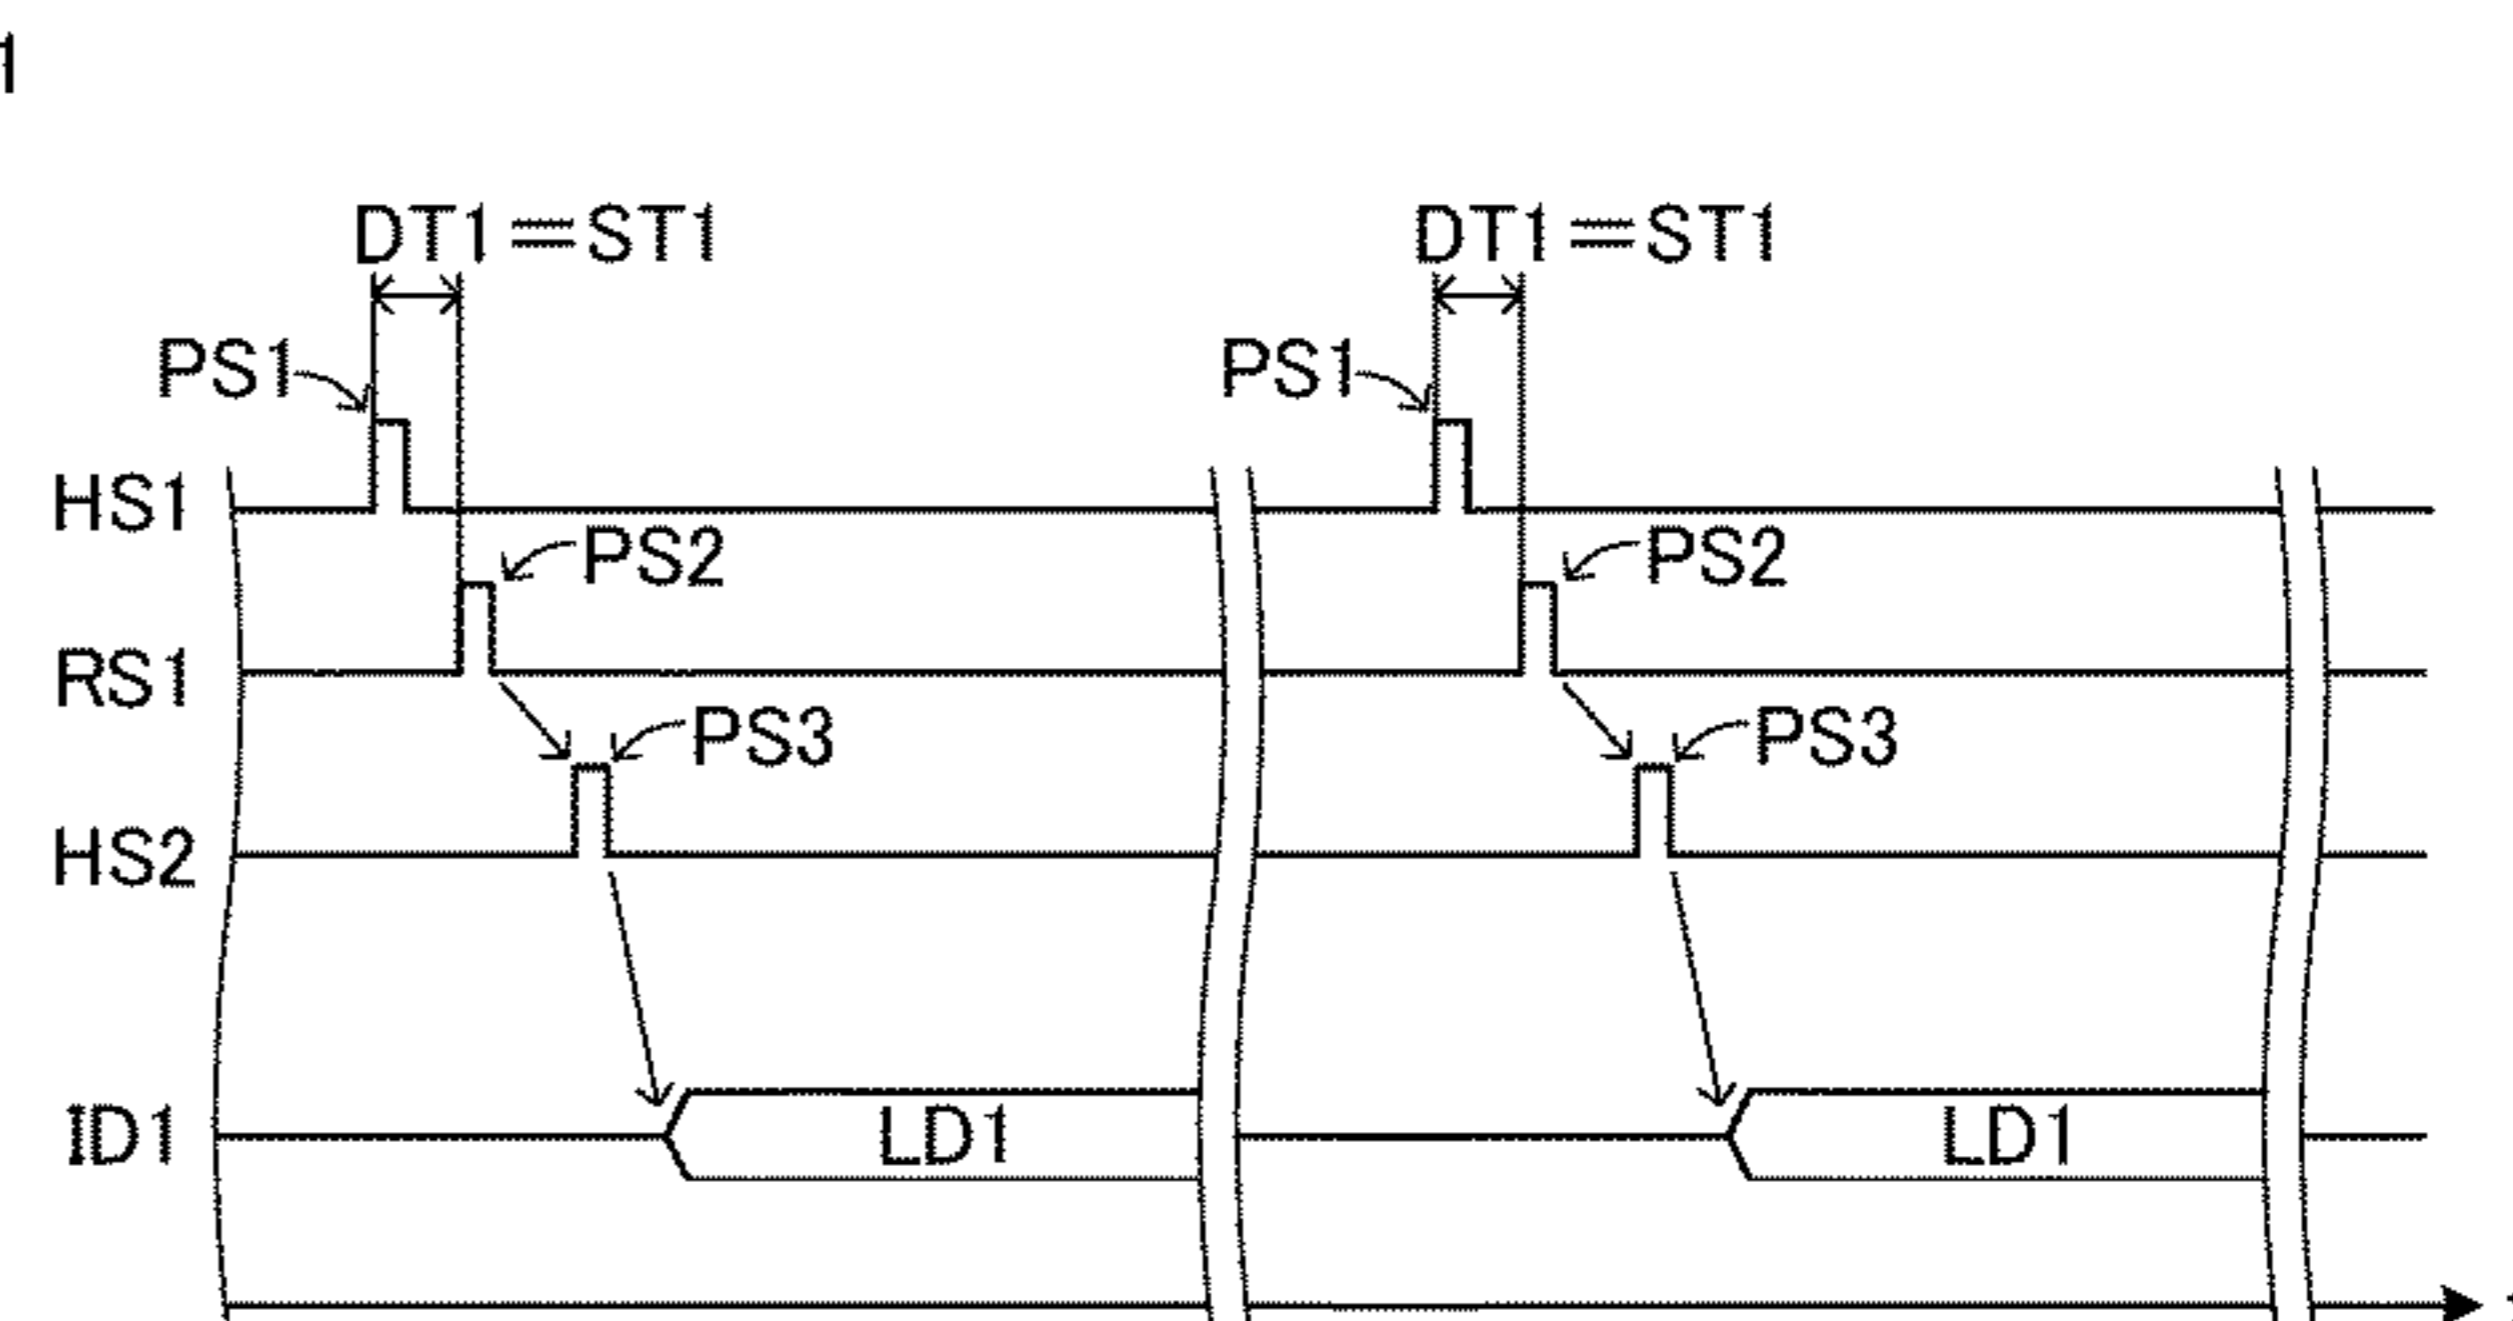 1
DT1=ST1 DT1=ST1
PS1 PS1
HS1
PS2 PS2
RS1
PS3 PS3
HS2
ID1 LD1 LD1